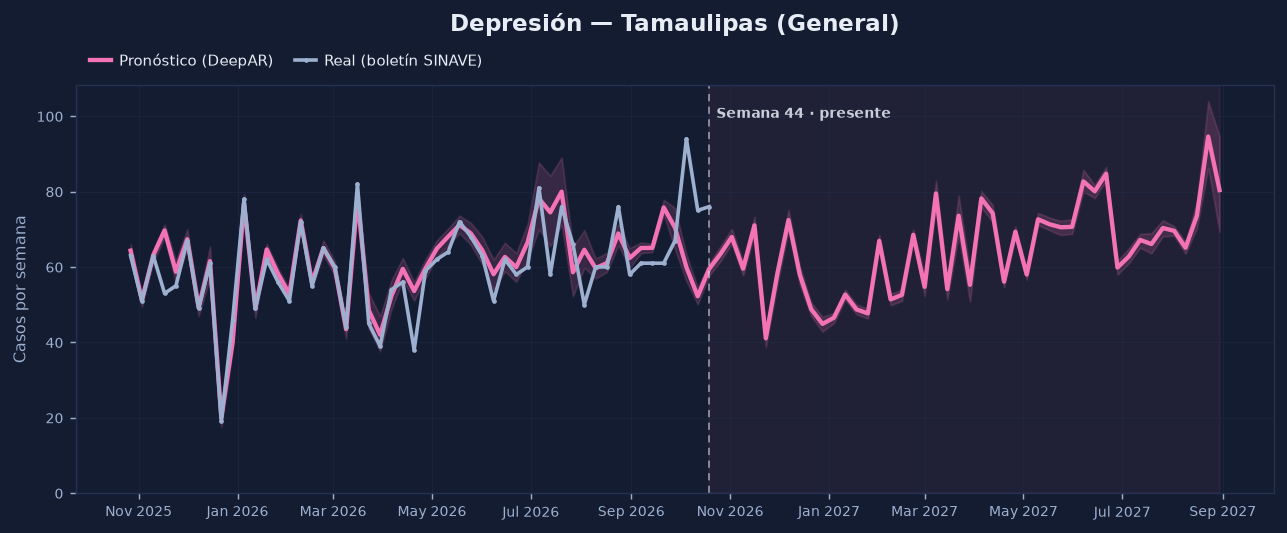 Depresión — Tamaulipas (General)
Pronóstico (DeepAR)
Real (boletín SINAVE)
Semana 44 · presente
Casos por semana
100
80
60
40
20
0
Nov 2025
Jan 2026
Mar 2026
May 2026
Jul 2026
Sep 2026
Nov 2026
Jan 2027
Mar 2027
May 2027
Jul 2027
Sep 2027